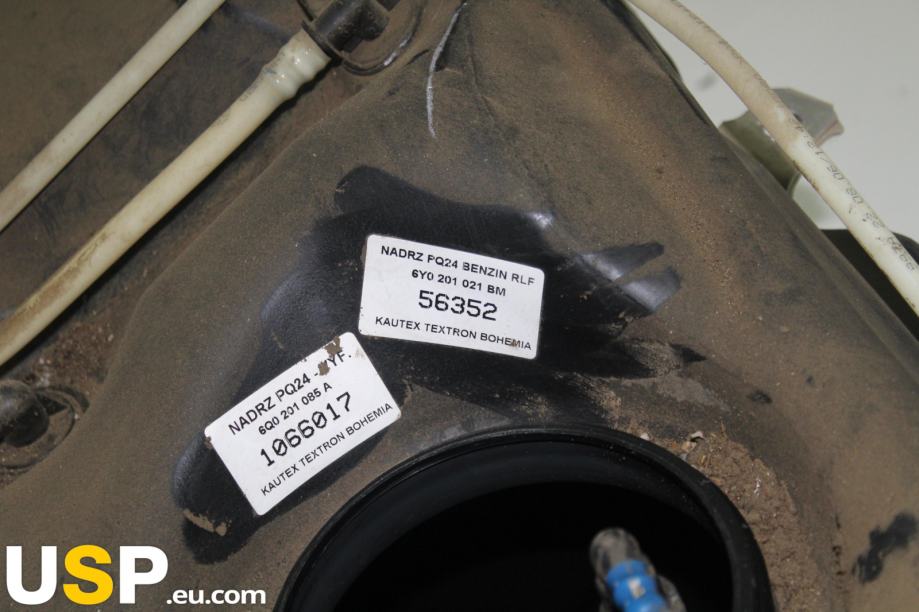 NADRZ PQ24 BENZIN RLF
6Y0 201 021 BM
56352
KAUTEX TEXTRON BOHEMIA
NADRZ PQ24 -
6Q0 201 085 A
1066017
KAUTEX TEXTRON BOHEMIA
USP.eu.com